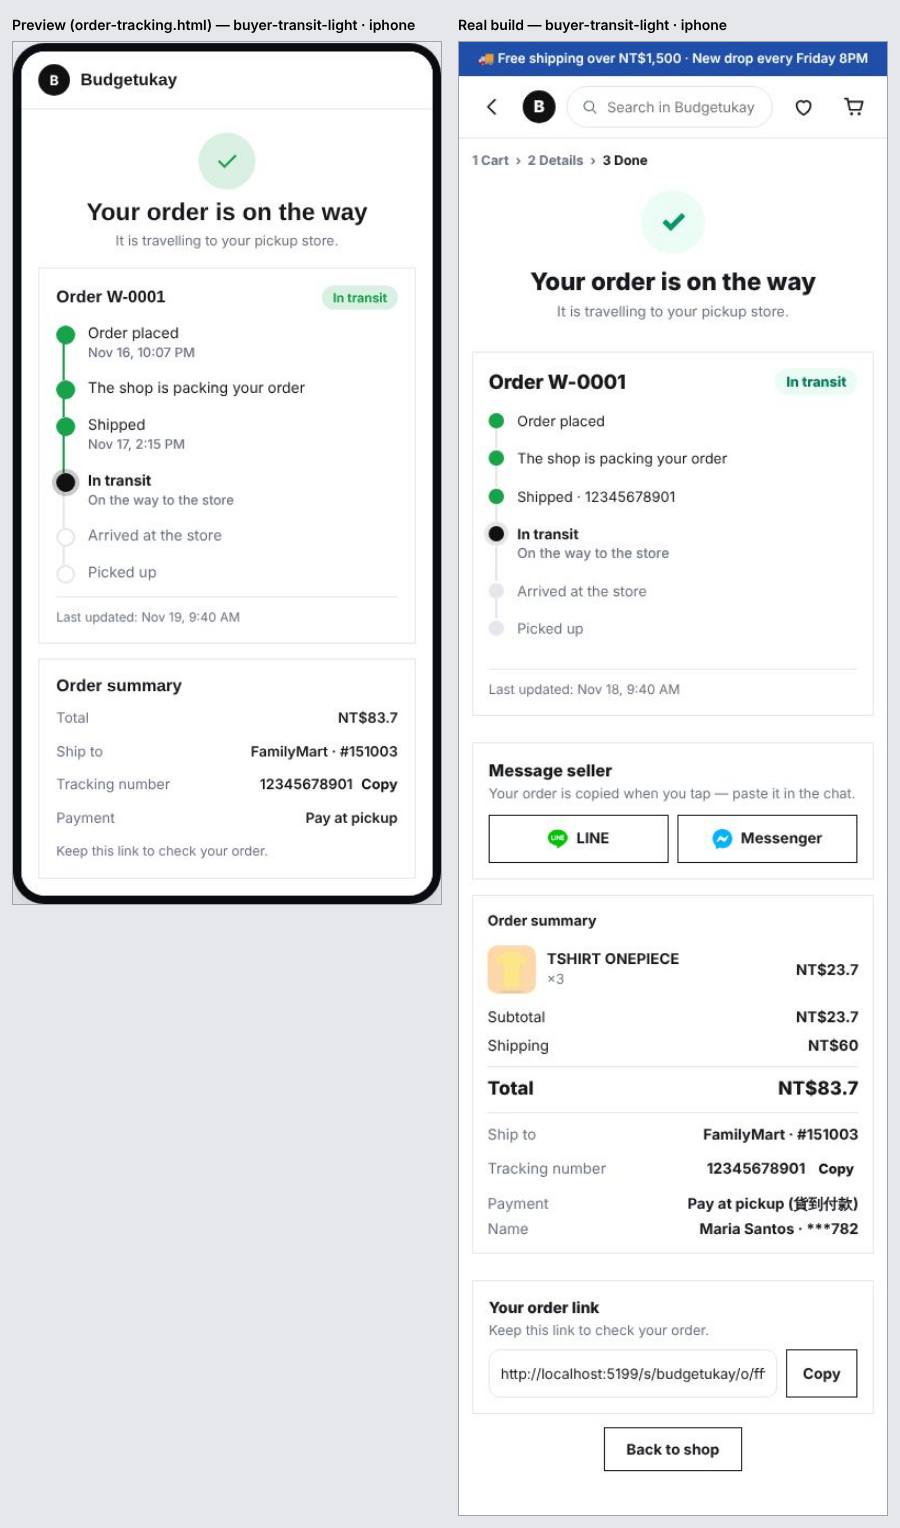 Preview (order-tracking.html) — buyer-transit-light · iphone
B Budgetukay
Your order is on the way
It is travelling to your pickup store.
Order W-0001 In transit
Order placed
Nov 16, 10:07 PM
The shop is packing your order
Shipped
Nov 17, 2:15 PM
In transit
On the way to the store
Arrived at the store
Picked up
Last updated: Nov 19, 9:40 AM
Order summary
Total NT$83.7
Ship to FamilyMart · #151003
Tracking number 12345678901 Copy
Payment Pay at pickup
Keep this link to check your order.
Real build — buyer-transit-light · iphone
🚚 Free shipping over NT$1,500 · New drop every Friday 8PM
B Search in Budgetukay
1 Cart › 2 Details › 3 Done
Your order is on the way
It is travelling to your pickup store.
Order W-0001 In transit
Order placed
The shop is packing your order
Shipped · 12345678901
In transit
On the way to the store
Arrived at the store
Picked up
Last updated: Nov 18, 9:40 AM
Message seller
Your order is copied when you tap — paste it in the chat.
LINE LINE Messenger
Order summary
TSHIRT ONEPIECE NT$23.7
×3
Subtotal NT$23.7
Shipping NT$60
Total NT$83.7
Ship to FamilyMart · #151003
Tracking number 12345678901 Copy
Payment Pay at pickup (貨到付款)
Name Maria Santos · ***782
Your order link
Keep this link to check your order.
http://localhost:5199/s/budgetukay/o/ff Copy
Back to shop